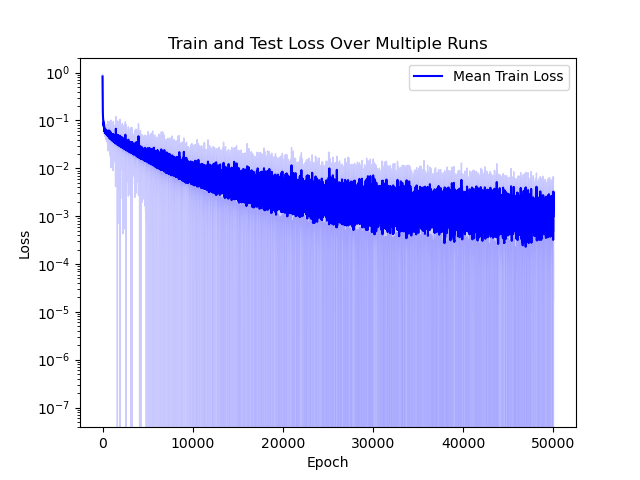 Train and Test Loss Over Multiple Runs
Mean Train Loss
Loss
10⁰
10⁻¹
10⁻²
10⁻³
10⁻⁴
10⁻⁵
10⁻⁶
10⁻⁷
0 10000 20000 30000 40000 50000
Epoch